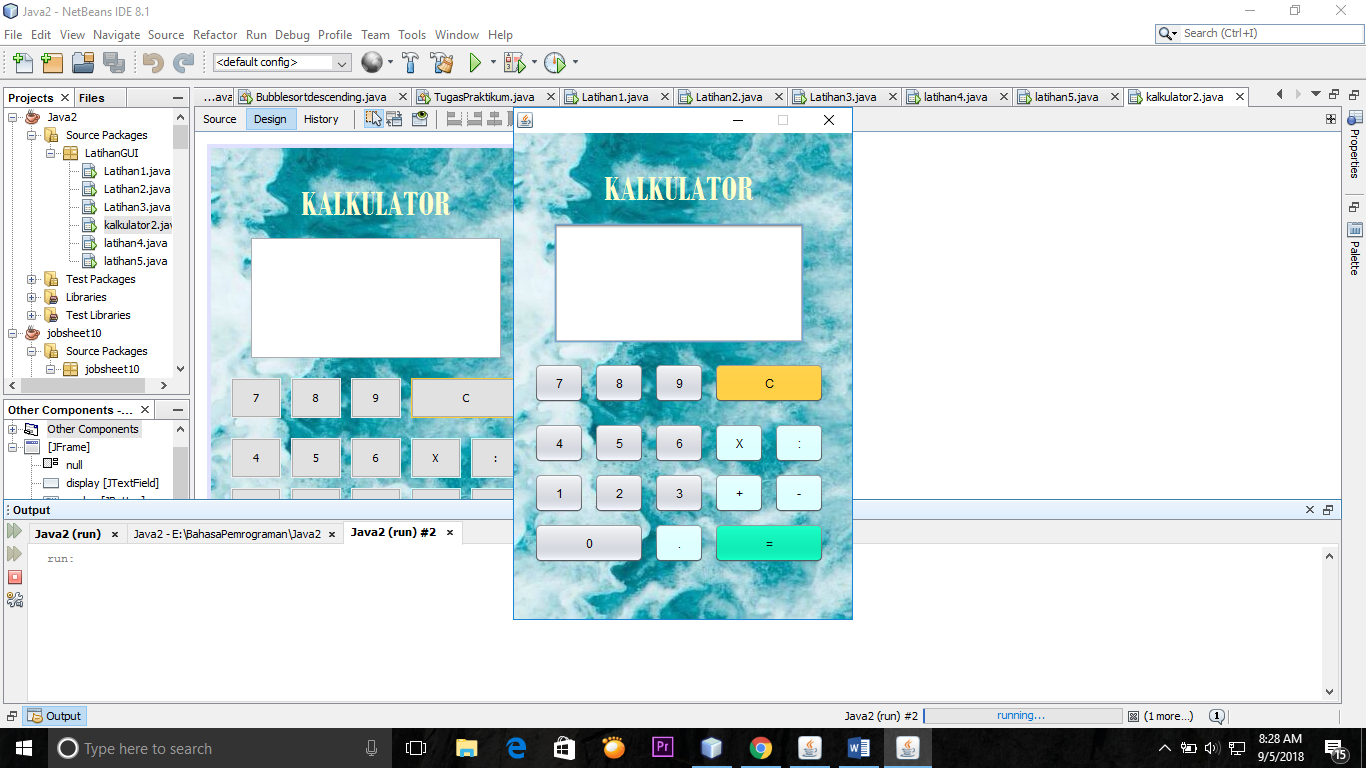 Java2 - NetBeans IDE 8.1
File Edit View Navigate Source Refactor Run Debug Profile Team Tools Window Help
Search (Ctrl+I)
<default config>
Projects Files
...ava Bubblesortdescending.java TugasPraktikum.java Latihan1.java Latihan2.java Latihan3.java latihan4.java latihan5.java kalkulator2.java
Source Design History
Java2
Source Packages
LatihanGUI
Latihan1.java
Latihan2.java
Latihan3.java
kalkulator2.jav
latihan4.java
latihan5.java
Test Packages
Libraries
Test Libraries
jobsheet10
Source Packages
jobsheet10
Other Components -...
Other Components
[JFrame]
null
display [JTextField]
KALKULATOR
7 8 9 C
4 5 6 X :
KALKULATOR
7 8 9 C
4 5 6 X :
1 2 3 + -
0 . =
Properties
Palette
Output
Java2 (run) Java2 - E:\BahasaPemrograman\Java2 Java2 (run) #2
run:
Output
Java2 (run) #2 running... (1 more...) 1
Type here to search
Pr
8:28 AM
9/5/2018
15